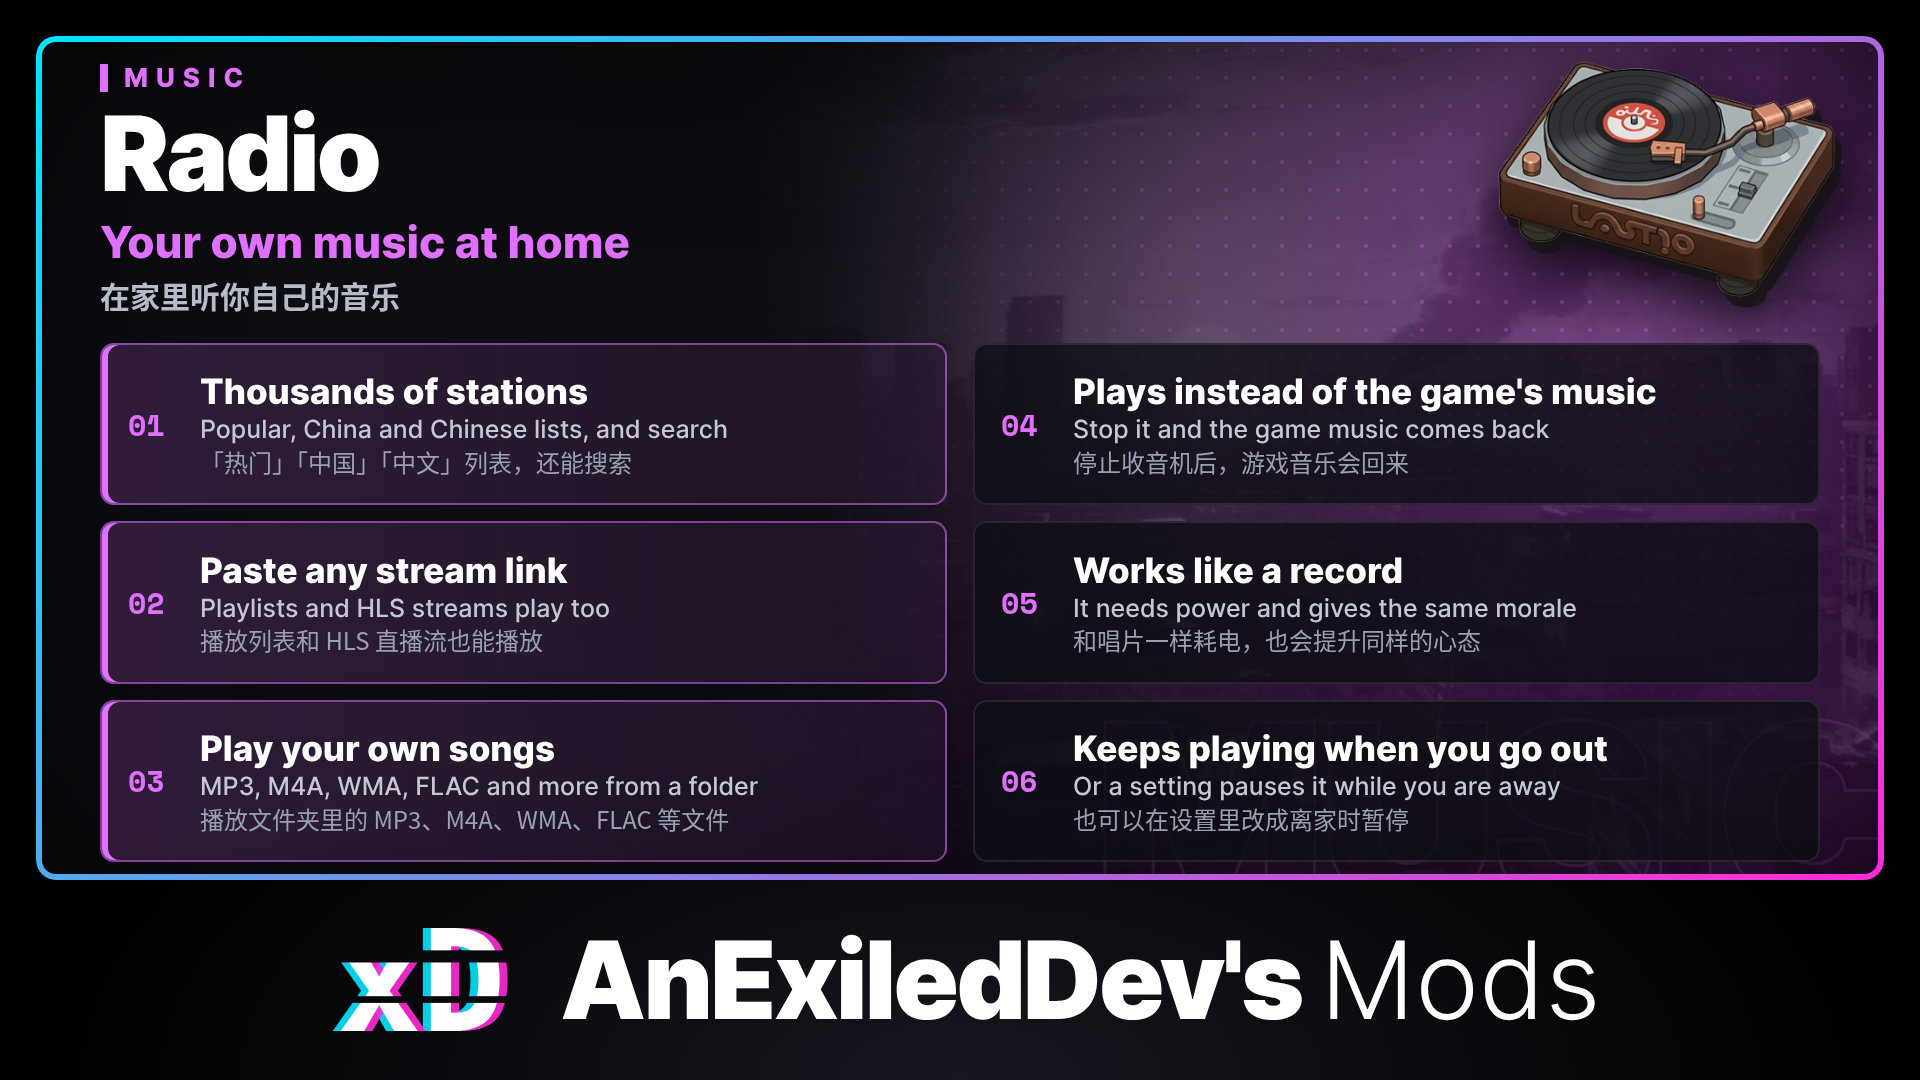 MUSIC
Radio
Your own music at home
在家里听你自己的音乐
01
Thousands of stations
Popular, China and Chinese lists, and search
「热门」「中国」「中文」列表，还能搜索
02
Paste any stream link
Playlists and HLS streams play too
播放列表和 HLS 直播流也能播放
03
Play your own songs
MP3, M4A, WMA, FLAC and more from a folder
播放文件夹里的 MP3、M4A、WMA、FLAC 等文件
04
Plays instead of the game's music
Stop it and the game music comes back
停止收音机后，游戏音乐会回来
05
Works like a record
It needs power and gives the same morale
和唱片一样耗电，也会提升同样的心态
06
Keeps playing when you go out
Or a setting pauses it while you are away
也可以在设置里改成离家时暂停
MUSIC
xD
AnExiledDev's Mods